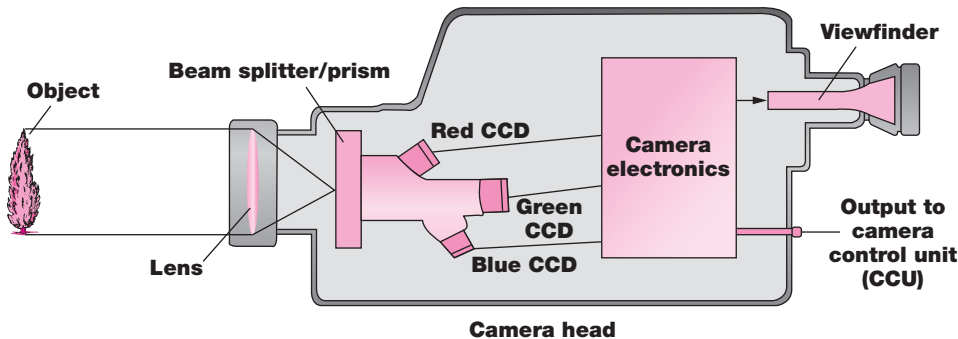 Viewfinder
Beam splitter/prism
Object
Red CCD
Camera
electronics
Green
CCD
Output to
camera
control unit
(CCU)
Lens
Blue CCD
Camera head